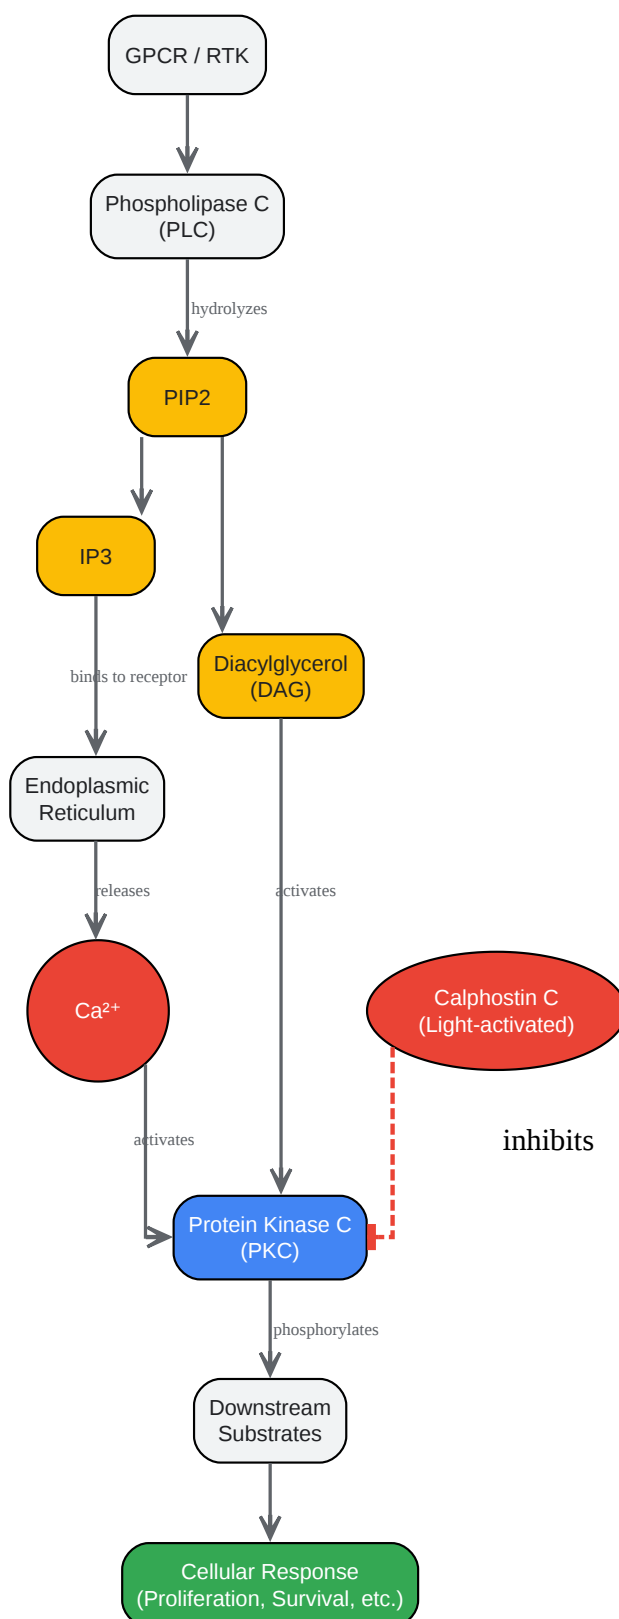 GPCR / RTK
Phospholipase C
(PLC)
hydrolyzes
PIP2
IP3
Diacylglycerol
(DAG)
binds to receptor
Endoplasmic
Reticulum
releases
activates
Ca²⁺
Calphostin C
(Light-activated)
activates
inhibits
Protein Kinase C
(PKC)
phosphorylates
Downstream
Substrates
Cellular Response
(Proliferation, Survival, etc.)